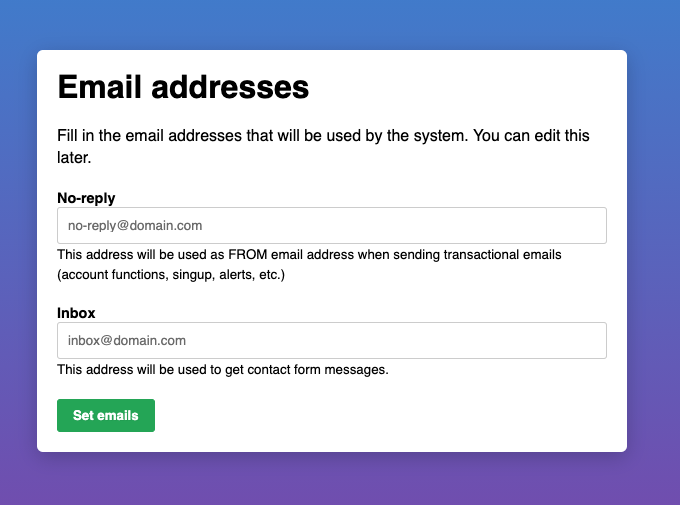 Email addresses
Fill in the email addresses that will be used by the system. You can edit this
later.
No-reply
no-reply@domain.com
This address will be used as FROM email address when sending transactional emails
(account functions, singup, alerts, etc.)
Inbox
inbox@domain.com
This address will be used to get contact form messages.
Set emails